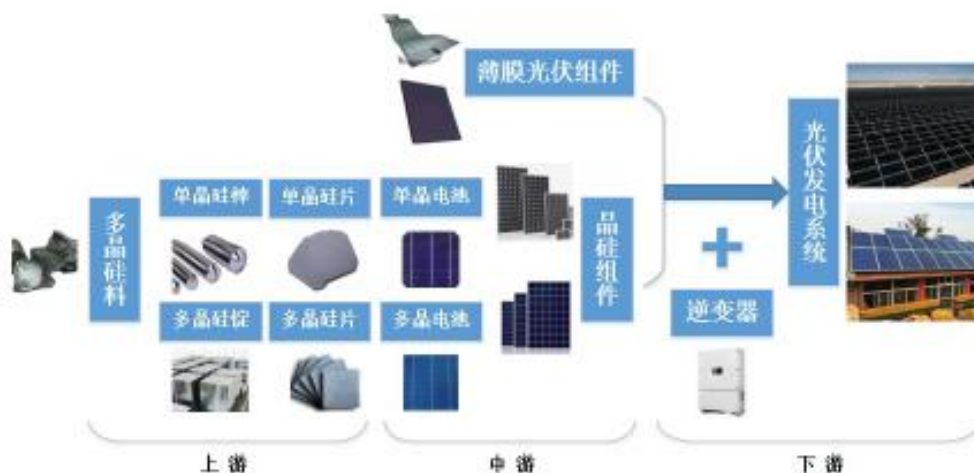 薄膜光伏组件
光伏发电系统
单晶硅棒
单晶硅片
单晶电池
多晶硅料
晶硅组件
多晶硅锭
多晶硅片
多晶电池
逆变器
上游
中游
下游